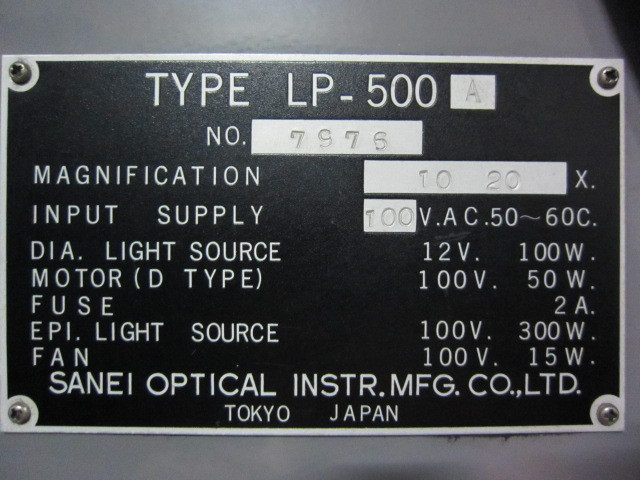 TYPE LP-500 A
NO. 7976
MAGNIFICATION 10 20 X.
INPUT SUPPLY 100 V.AC.50~60C.
DIA. LIGHT SOURCE 12V. 100W.
MOTOR (D TYPE) 100V. 50W.
FUSE 2A.
EPI. LIGHT SOURCE 100V. 300W.
FAN 100V. 15W.
SANEI OPTICAL INSTR.MFG.CO.,LTD.
TOKYO JAPAN